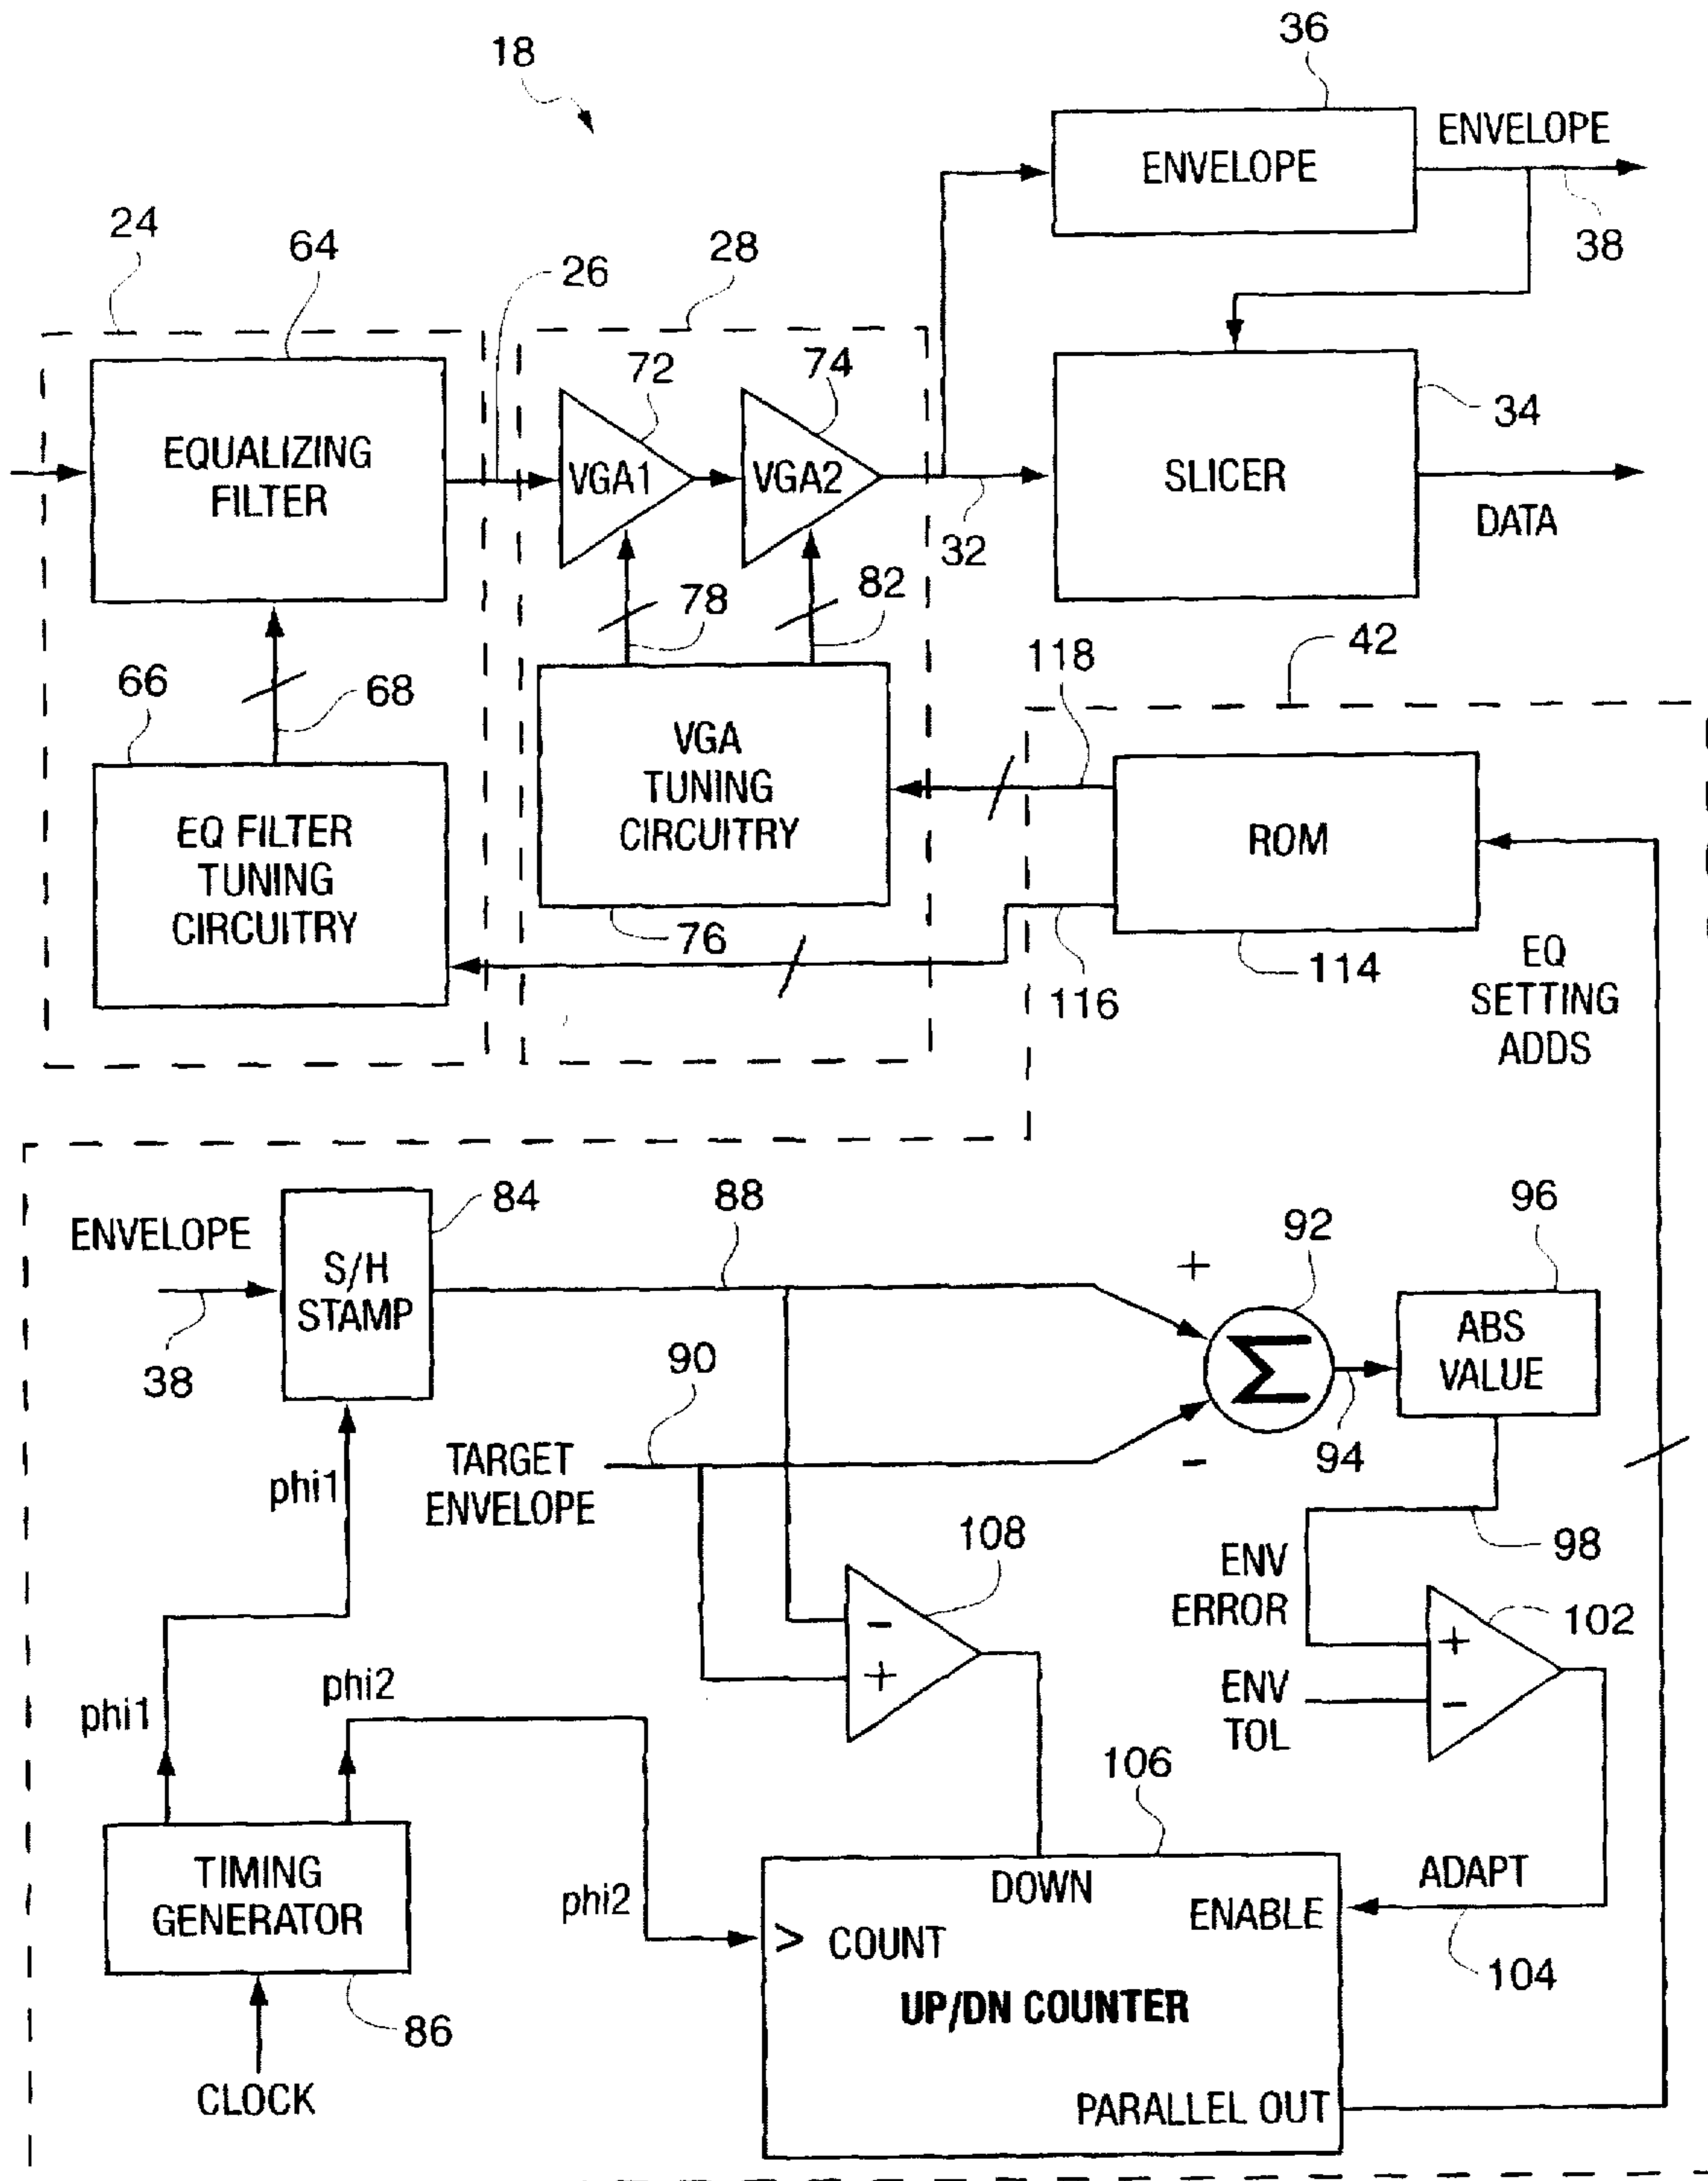 18
36
ENVELOPE
ENVELOPE
38
24
64
26
28
72
74
EQUALIZING
FILTER
VGA1
VGA2
32
SLICER
34
DATA
78
82
42
118
66
68
VGA
TUNING
CIRCUITRY
76
EQ FILTER
TUNING
CIRCUITRY
ROM
114
116
EQ
SETTING
ADDS
ENVELOPE
38
S/H
STAMP
84
88
+
92
96
ABS
VALUE
Σ
94
90
TARGET
ENVELOPE
-
phi1
98
108
-
+
ENV
ERROR
ENV
TOL
+
-
102
phi1
phi2
106
TIMING
GENERATOR
86
CLOCK
phi2
DOWN
ENABLE
ADAPT
104
> COUNT
UP/DN COUNTER
PARALLEL OUT